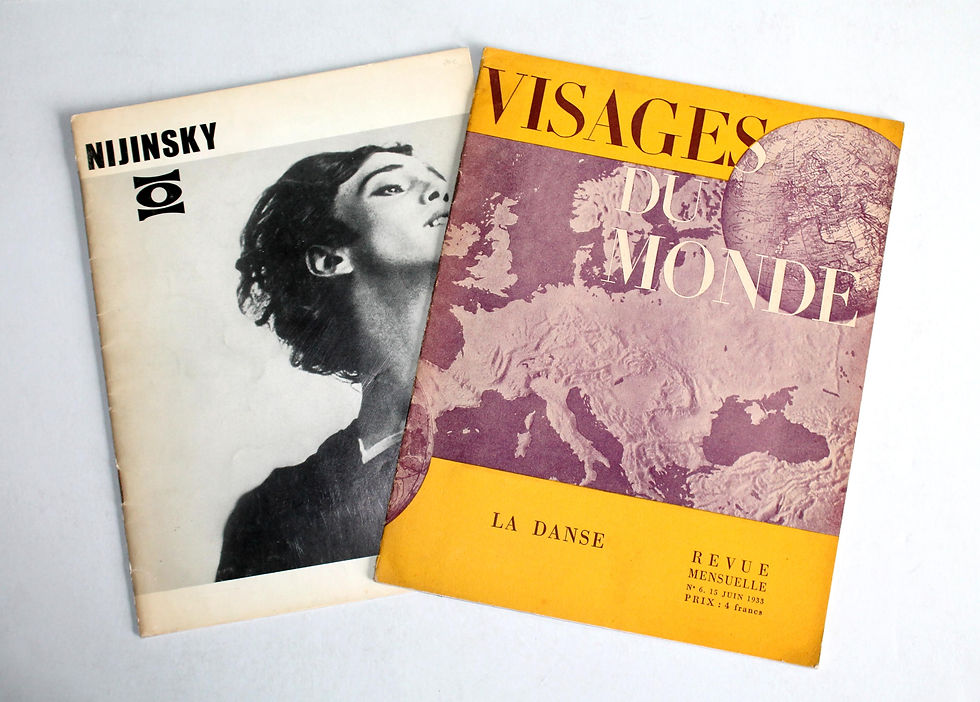 NIJINSKY
VISAGES
DU
MONDE
LA DANSE
REVUE
MENSUELLE
N° 6. 15 JUIN 1933
PRIX : 4 francs